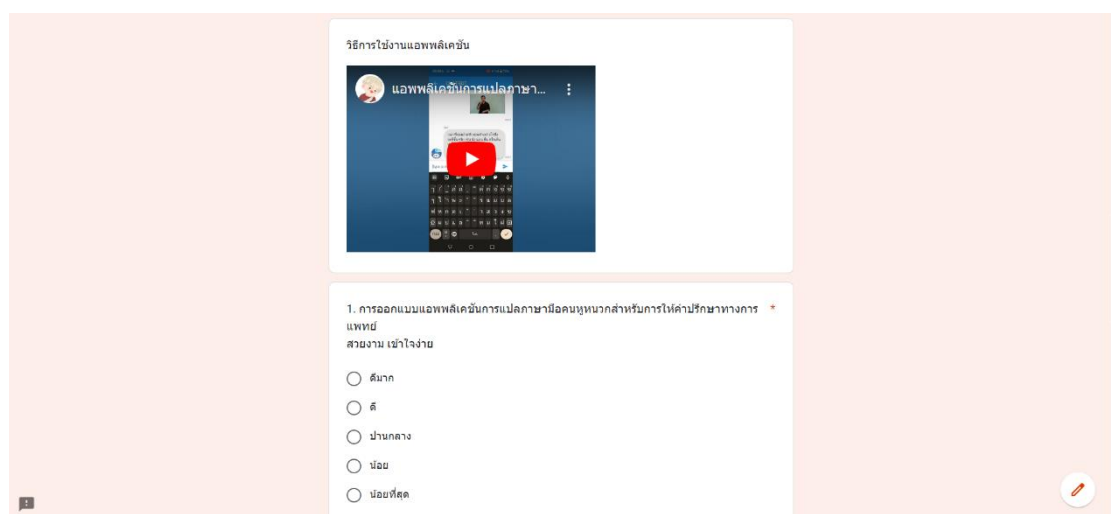 วิธีการใช้งานแอพพลิเคชัน
แอพพลิเคชันการแปลภาษา...
1. การออกแบบแอพพลิเคชันการแปลภาษามือคนหูหนวกสำหรับการให้คำปรึกษาทางการ *
แพทย์
สวยงาม เข้าใจง่าย
ดีมาก
ดี
ปานกลาง
น้อย
น้อยที่สุด